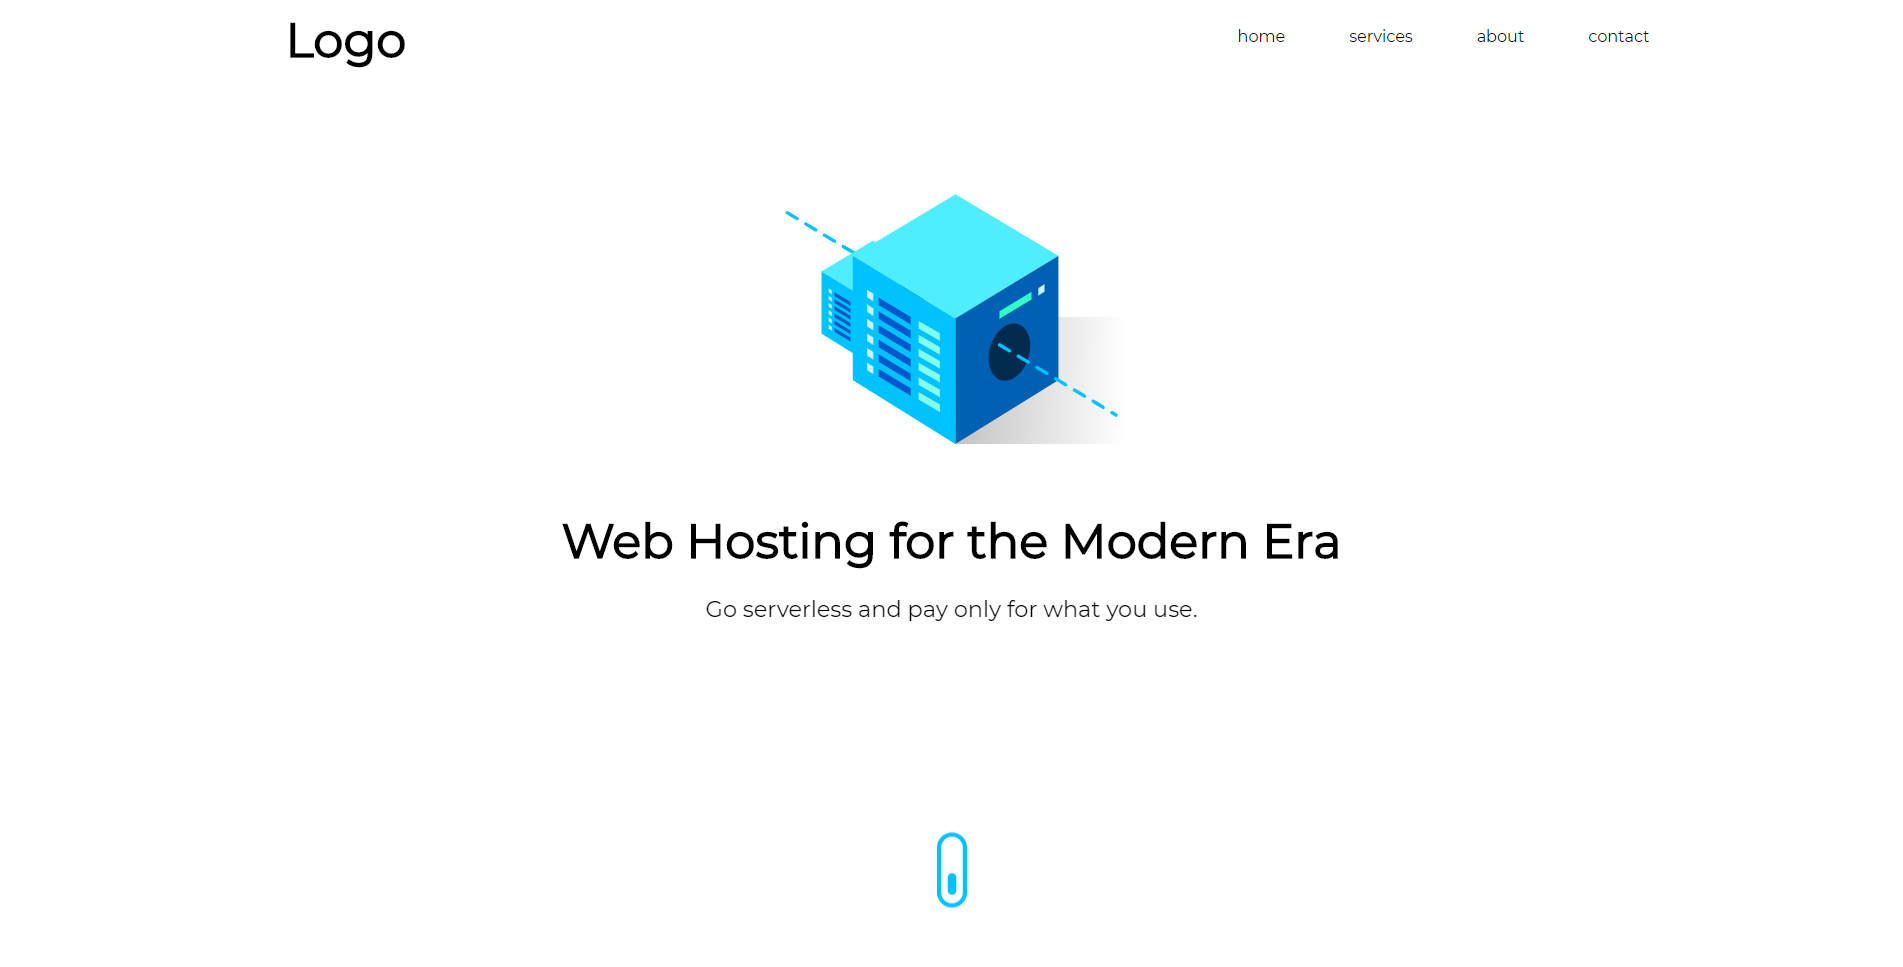 Logo
home services about contact
Web Hosting for the Modern Era
Go serverless and pay only for what you use.